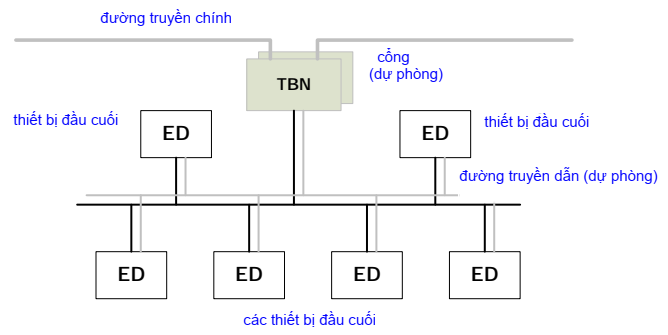 đường truyền chính
cổng
(dự phòng)
TBN
thiết bị đầu cuối
ED
ED
thiết bị đầu cuối
đường truyền dẫn (dự phòng)
ED
ED
ED
ED
các thiết bị đầu cuối